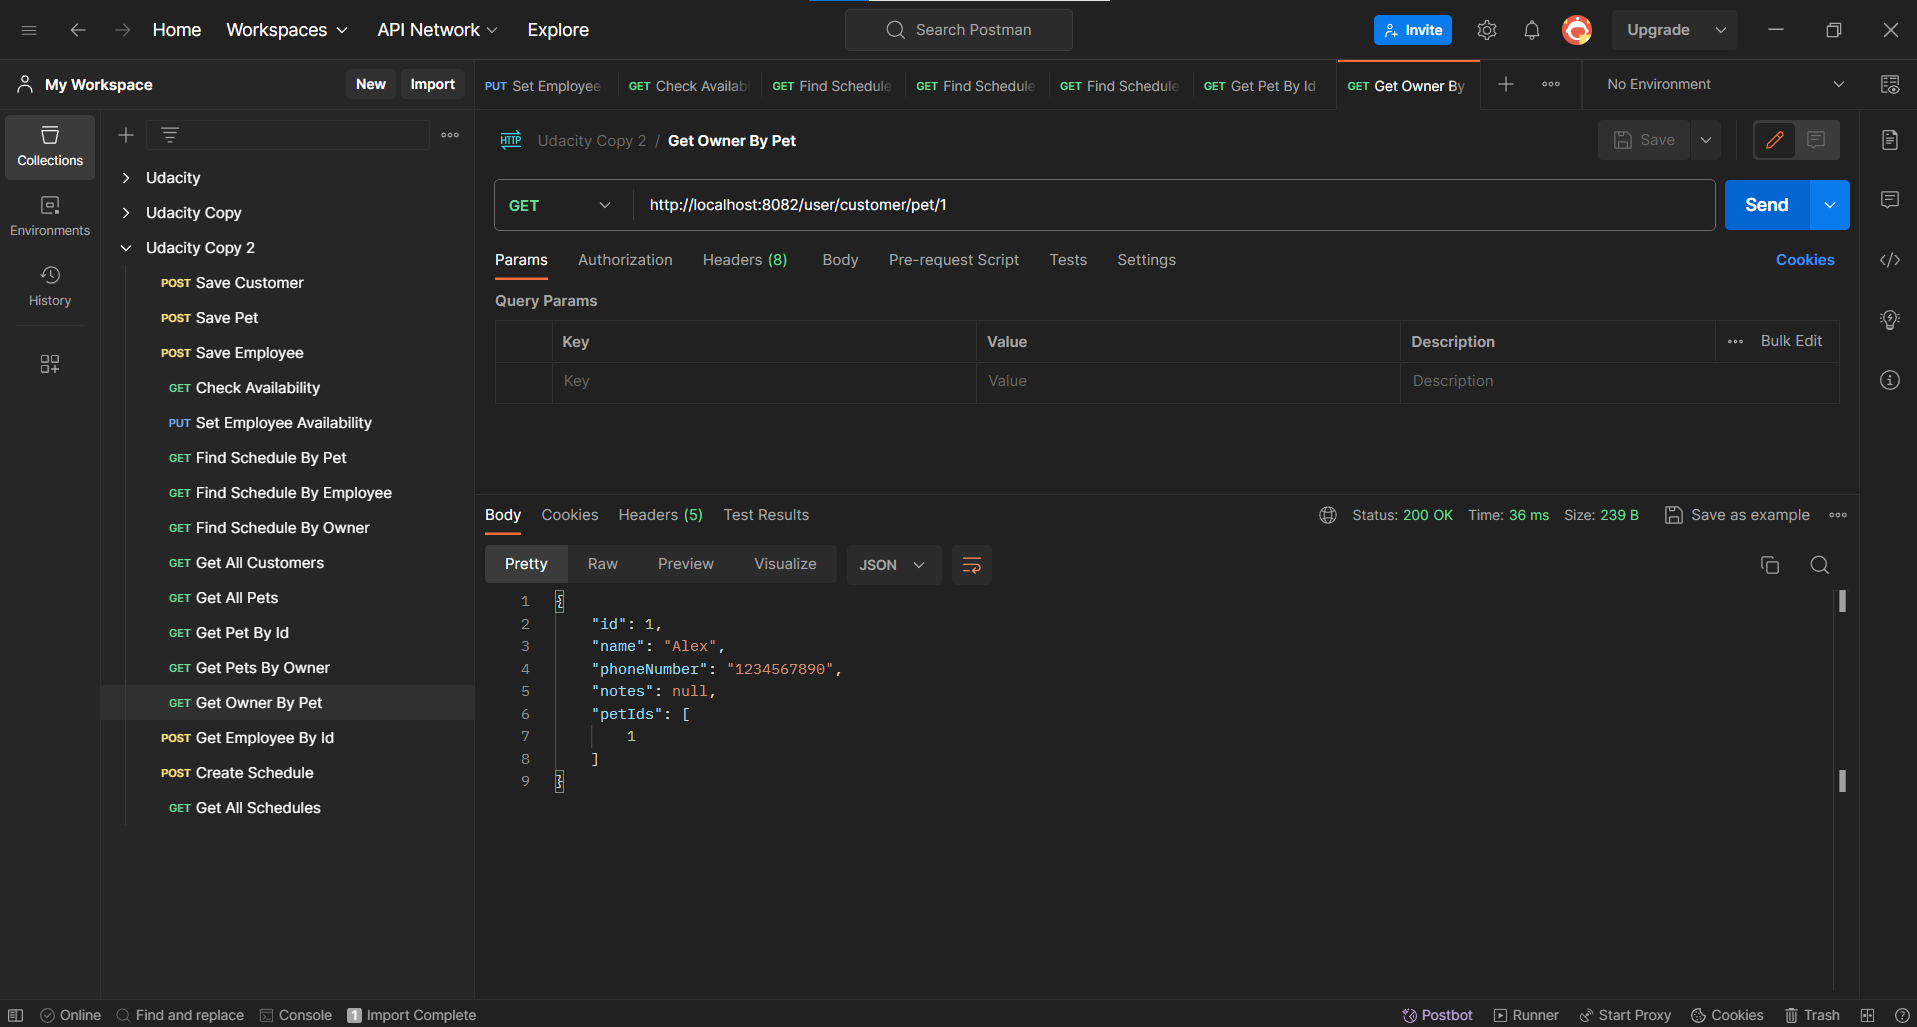 Home Workspaces API Network Explore Search Postman Invite Upgrade
My Workspace New Import
PUT Set Employee GET Check Availab GET Find Schedule GET Find Schedule GET Find Schedule GET Get Pet By Id GET Get Owner By No Environment
Collections
Environments
History
Udacity
Udacity Copy
Udacity Copy 2
POST Save Customer
POST Save Pet
POST Save Employee
GET Check Availability
PUT Set Employee Availability
GET Find Schedule By Pet
GET Find Schedule By Employee
GET Find Schedule By Owner
GET Get All Customers
GET Get All Pets
GET Get Pet By Id
GET Get Pets By Owner
GET Get Owner By Pet
POST Get Employee By Id
POST Create Schedule
GET Get All Schedules
HTTP Udacity Copy 2 / Get Owner By Pet Save
GET http://localhost:8082/user/customer/pet/1 Send
Params Authorization Headers (8) Body Pre-request Script Tests Settings Cookies
Query Params
Key Value Description Bulk Edit
Key Value Description
Body Cookies Headers (5) Test Results Status: 200 OK Time: 36 ms Size: 239 B Save as example
Pretty Raw Preview Visualize JSON
1 {
2 "id": 1,
3 "name": "Alex",
4 "phoneNumber": "1234567890",
5 "notes": null,
6 "petIds": [
7 1
8 ]
9 }
Online Find and replace Console 1 Import Complete Postbot Runner Start Proxy Cookies Trash